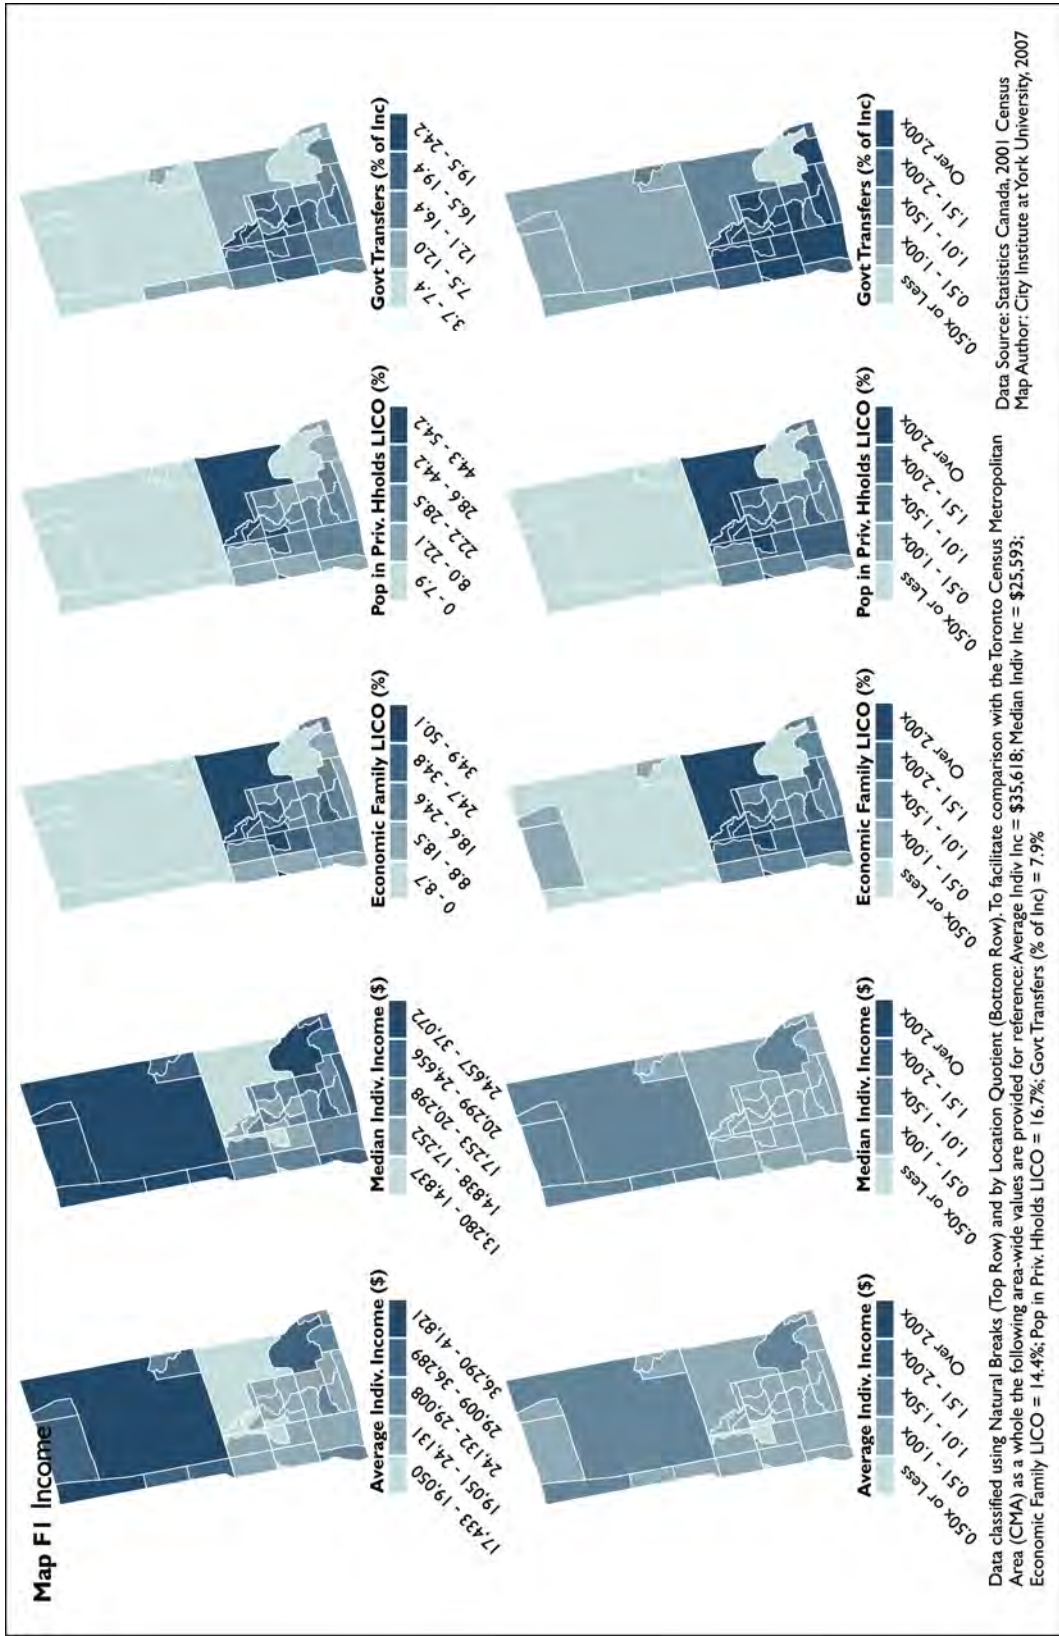 Map F1 Income
Average Indiv. Income ($)
17,433 - 19,050
19,051 - 24,131
24,132 - 29,008
29,009 - 36,289
36,290 - 41,821
Median Indiv. Income ($)
13,280 - 14,837
14,838 - 17,252
17,253 - 20,298
20,299 - 24,656
24,657 - 37,072
Economic Family LICO (%)
0 - 8.7
8.8 - 18.5
18.6 - 24.6
24.7 - 34.8
34.9 - 50.1
Pop in Priv. Hholds LICO (%)
0 - 7.9
8.0 - 22.1
22.2 - 28.5
28.6 - 44.2
44.3 - 54.2
Govt Transfers (% of Inc)
3.7 - 7.4
7.5 - 12.0
12.1 - 16.4
16.5 - 19.4
19.5 - 24.2
Average Indiv. Income ($)
0.50x or Less
0.51 - 1.00x
1.01 - 1.50x
1.51 - 2.00x
Over 2.00x
Median Indiv. Income ($)
0.50x or Less
0.51 - 1.00x
1.01 - 1.50x
1.51 - 2.00x
Over 2.00x
Economic Family LICO (%)
0.50x or Less
0.51 - 1.00x
1.01 - 1.50x
1.51 - 2.00x
Over 2.00x
Pop in Priv. Hholds LICO (%)
0.50x or Less
0.51 - 1.00x
1.01 - 1.50x
1.51 - 2.00x
Over 2.00x
Govt Transfers (% of Inc)
0.50x or Less
0.51 - 1.00x
1.01 - 1.50x
1.51 - 2.00x
Over 2.00x
Data classified using Natural Breaks (Top Row) and by Location Quotient (Bottom Row). To facilitate comparison with the Toronto Census Metropolitan
Area (CMA) as a whole the following area-wide values are provided for reference: Average Indiv Inc = $35,618; Median Indiv Inc = $25,593;
Economic Family LICO = 14.4%; Pop in Priv. Hholds LICO = 16.7%; Govt Transfers (% of Inc) = 7.9%
Data Source: Statistics Canada, 2001 Census
Map Author: City Institute at York University, 2007